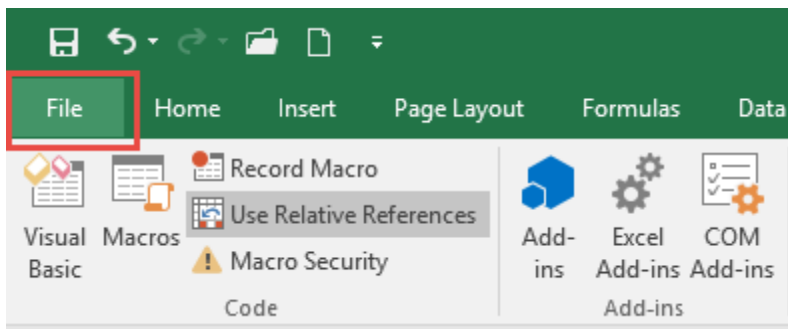 File Home Insert Page Layout Formulas Data
Record Macro
Use Relative References
Macro Security
Visual Basic
Macros
Code
Add-ins
Excel Add-ins
COM Add-ins
Add-ins